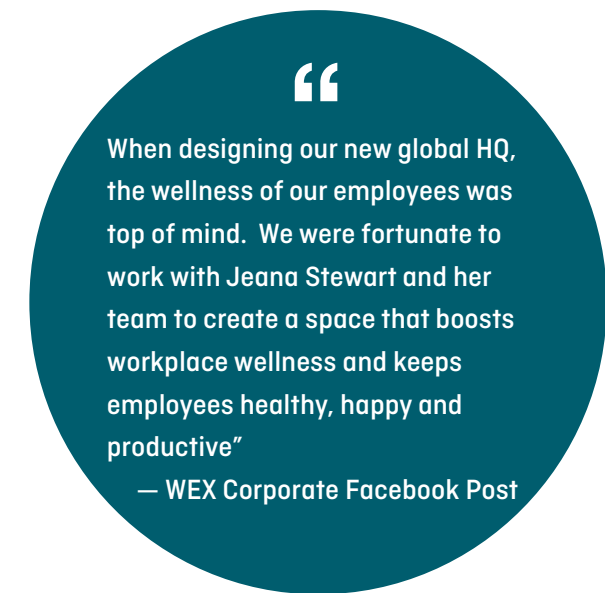 “
When designing our new global HQ,
the wellness of our employees was
top of mind.  We were fortunate to
work with Jeana Stewart and her
team to create a space that boosts
workplace wellness and keeps
employees healthy, happy and
productive”
— WEX Corporate Facebook Post